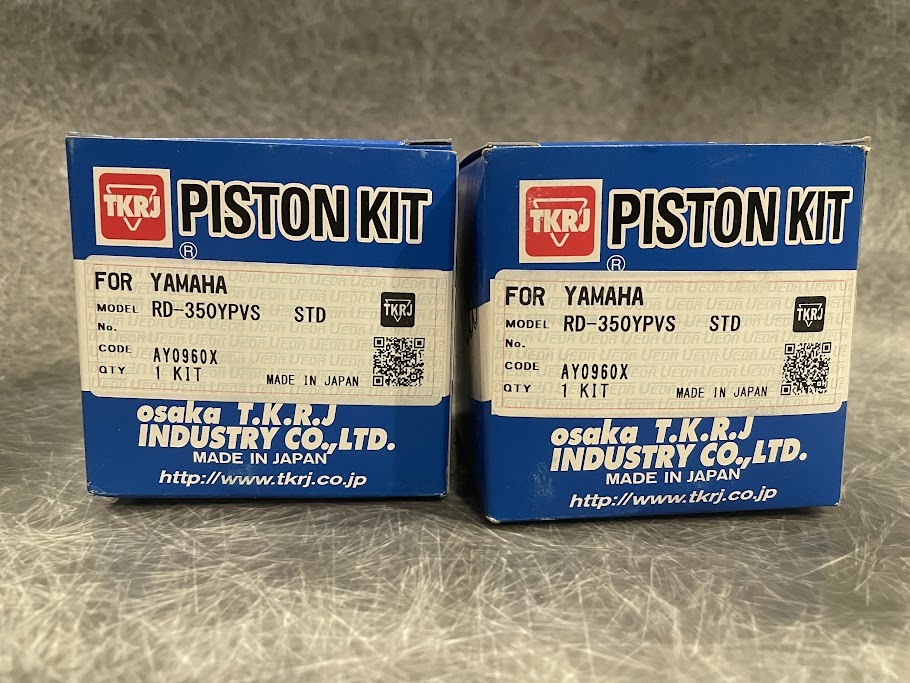 TKRJ PISTON KIT
®
FOR YAMAHA
MODEL RD-350YPVS STD
No.
TKRJ
CODE AY0960X
QTY 1 KIT MADE IN JAPAN
osaka T.K.R.J
INDUSTRY CO.,LTD.
MADE IN JAPAN
http://www.tkrj.co.jp
TKRJ PISTON KIT
®
FOR YAMAHA
MODEL RD-350YPVS STD
No.
TKRJ
CODE AY0960X
QTY 1 KIT MADE IN JAPAN
osaka T.K.R.J
INDUSTRY CO.,LTD.
MADE IN JAPAN
http://www.tkrj.co.jp